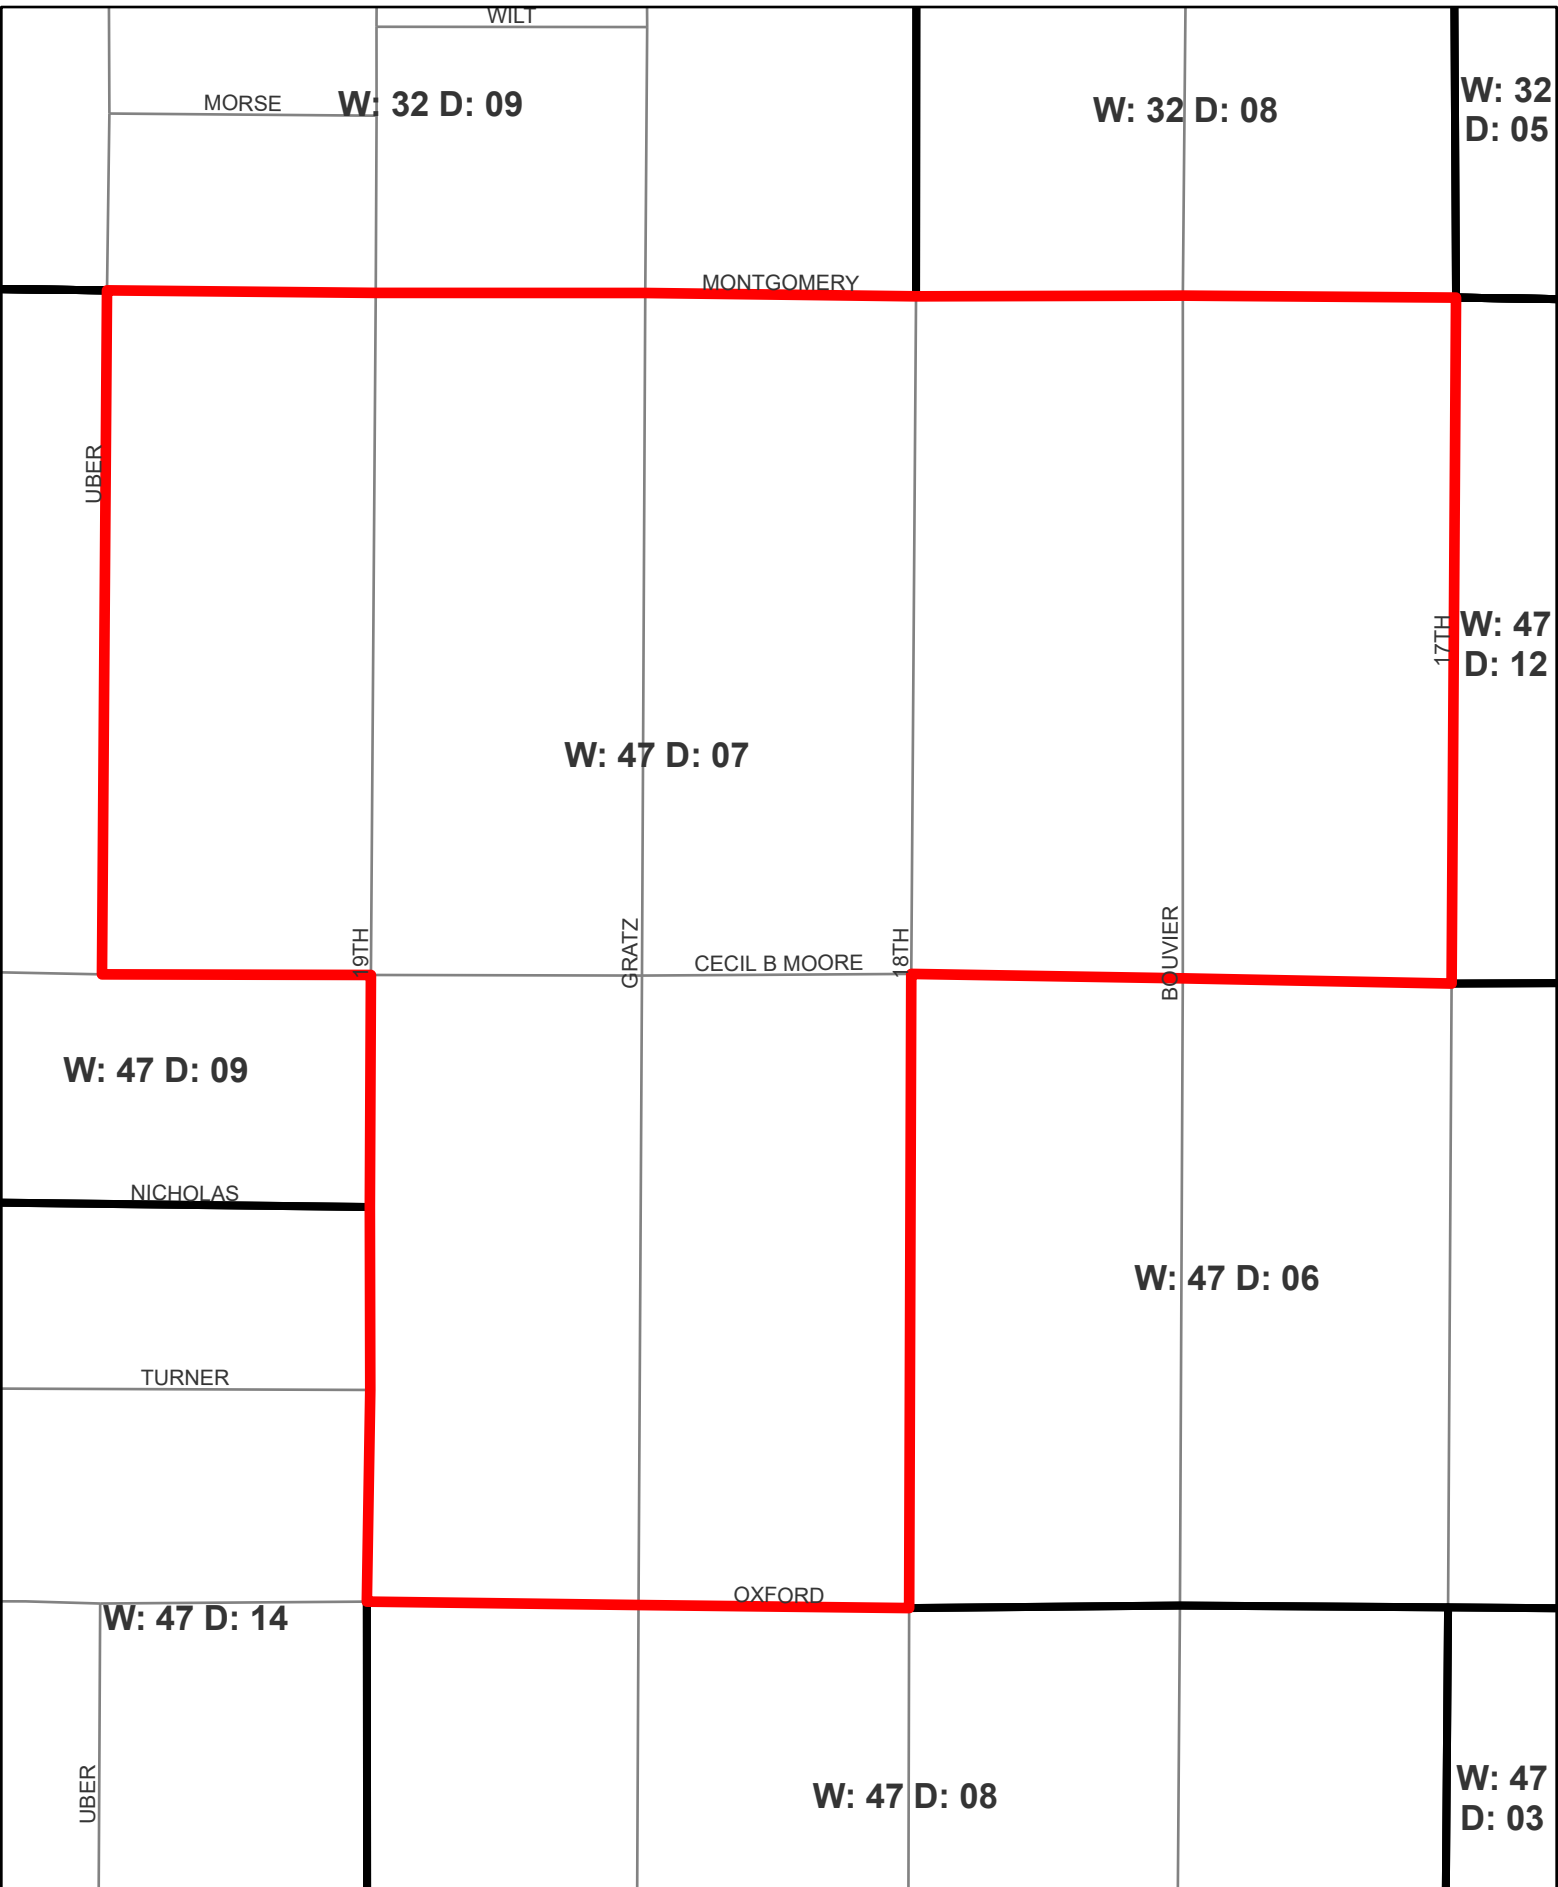 WILT
MORSE
W: 32 D: 09
W: 32 D: 08
W: 32
D: 05
MONTGOMERY
UBER
17TH
W: 47
D: 12
W: 47 D: 07
19TH
GRATZ
CECIL B MOORE
18TH
BOUVIER
W: 47 D: 09
NICHOLAS
W: 47 D: 06
TURNER
OXFORD
W: 47 D: 14
UBER
W: 47 D: 08
W: 47
D: 03